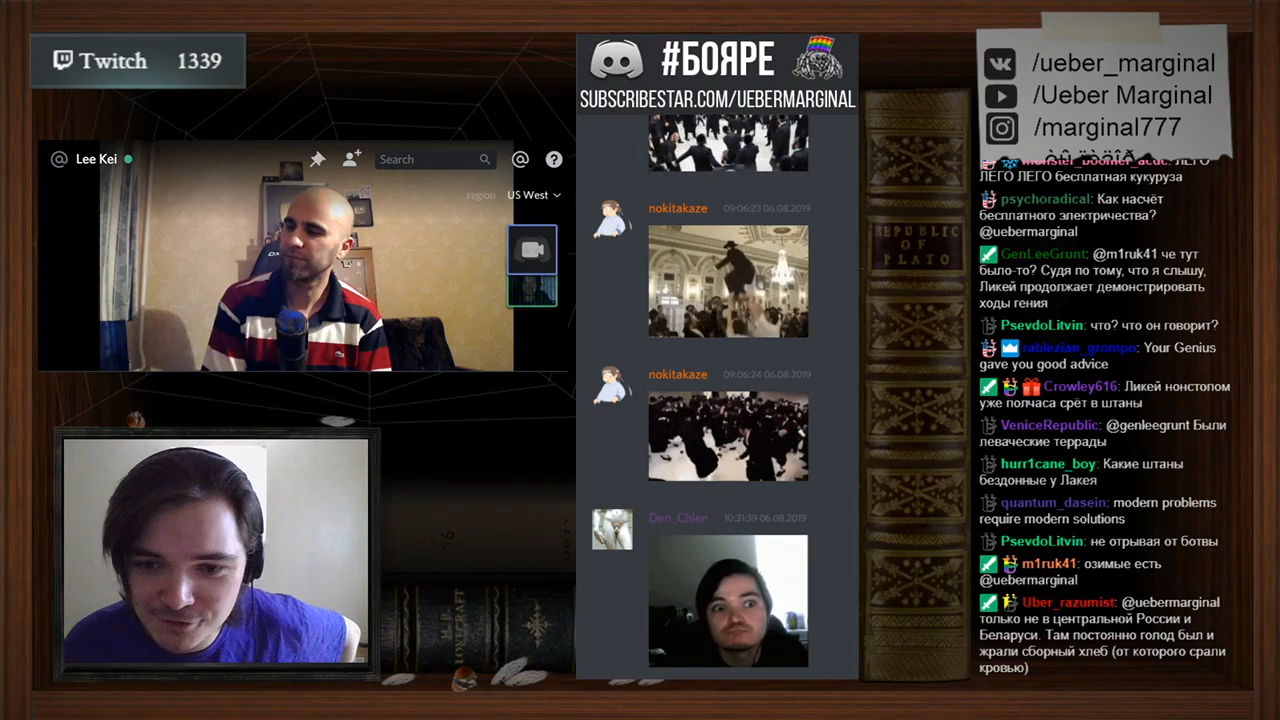 Twitch 1339
Lee Kei
Search
region US West
#БОЯРЕ
SUBSCRIBESTAR.COM/UEBERMARGINAL
nokitakaze 09:06:23 06.08.2019
nokitakaze 09:06:24 06.08.2019
Den_Chlen 10:31:39 06.08.2019
REPUBLIC
OF
PLATO
H.P.
LOVECRAFT
/ueber_marginal
/Ueber Marginal
/marginal777
ЛЕГО
ЛЕГО ЛЕГО бесплатная кукуруза
psychoradical: Как насчёт
бесплатного электричества?
@uebermarginal
GenLeeGrunt: @m1ruk41 че тут
было-то? Судя по тому, что я слышу,
Ликей продолжает демонстрировать
ходы гения
PsevdoLitvin: что? что он говорит?
rablezian_grompo: Your Genius
gave you good advice
Crowley616: Ликей нонстопом
уже полчаса срёт в штаны
VeniceRepublic: @genleegrunt Были
леваческие террады
hurr1cane_boy: Какие штаны
бездонные у Лакея
quantum_dasein: modern problems
require modern solutions
PsevdoLitvin: не отрывая от ботвы
m1ruk41: озимые есть
@uebermarginal
Uber_razumist: @uebermarginal
только не в центральной России и
Беларуси. Там постоянно голод был и
жрали сборный хлеб (от которого срали
кровью)